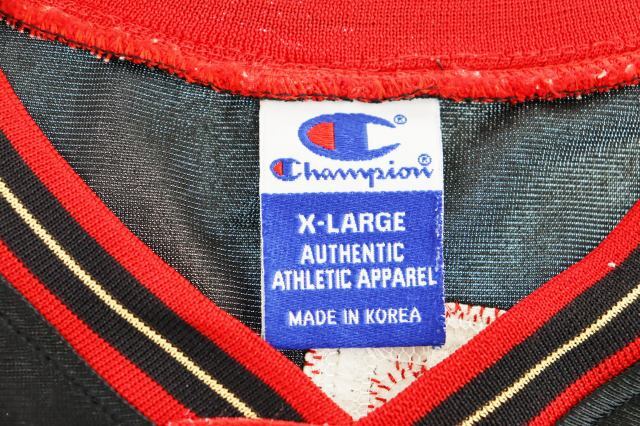 Champion®
X-LARGE
AUTHENTIC
ATHLETIC APPAREL
MADE IN KOREA